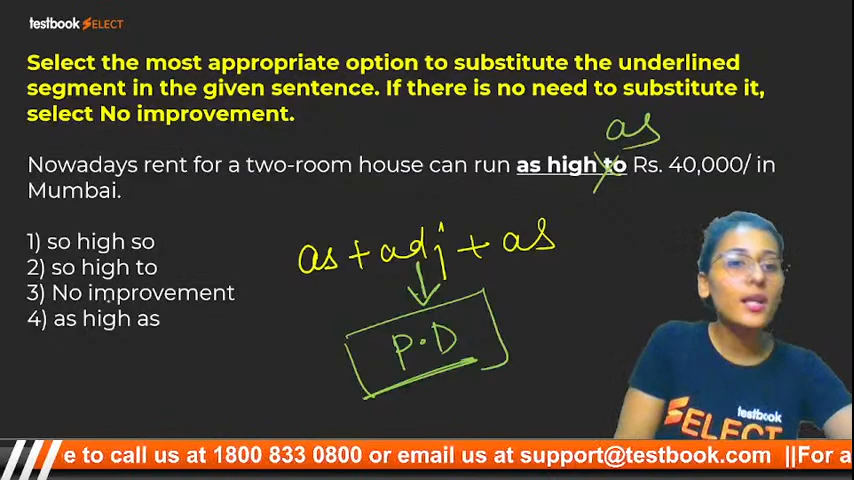 testbook SELECT
Select the most appropriate option to substitute the underlined
segment in the given sentence. If there is no need to substitute it,
select No improvement.
as
Nowadays rent for a two-room house can run as high to Rs. 40,000/ in
Mumbai.
1) so high so
2) so high to
3) No improvement
4) as high as
as + adj + as
P.D
testbook
SELECT
e to call us at 1800 833 0800 or email us at support@testbook.com ||For a